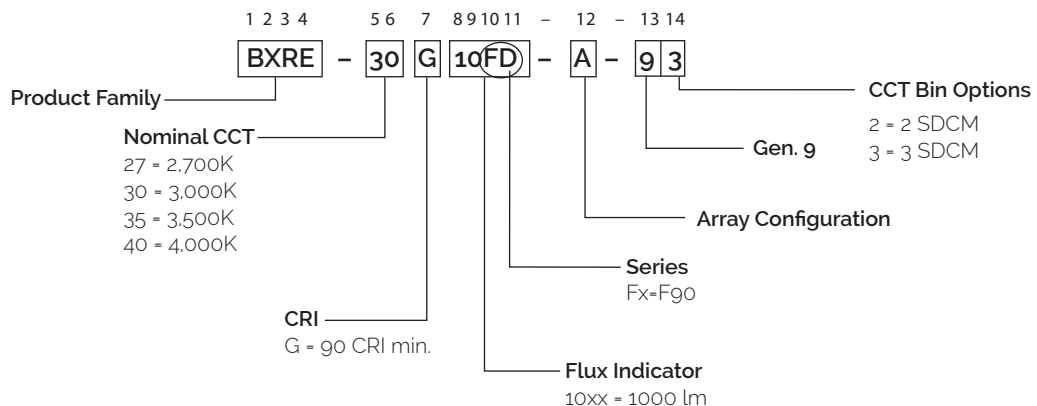 1 2 3 4 5 6 7 8 9 10 11 – 12 – 13 14
BXRE – 30 G 10FD – A – 9 3
Product Family
Nominal CCT
27 = 2,700K
30 = 3,000K
35 = 3,500K
40 = 4,000K
CRI
G = 90 CRI min.
CCT Bin Options
2 = 2 SDCM
3 = 3 SDCM
Gen. 9
Array Configuration
Series
Fx=F90
Flux Indicator
10xx = 1000 lm